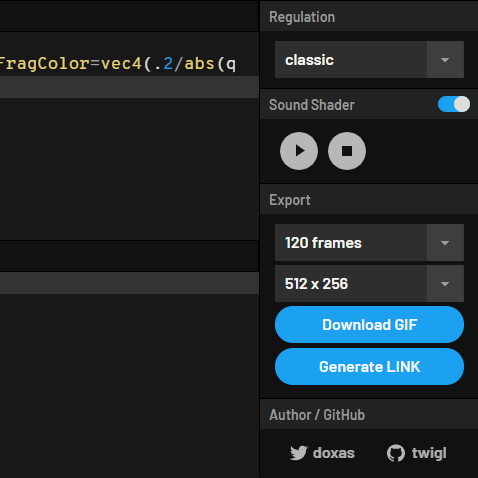 Regulation
FragColor=vec4(.2/abs(q
classic
Sound Shader
Export
120 frames
512 x 256
Download GIF
Generate LINK
Author / GitHub
doxas
twigl